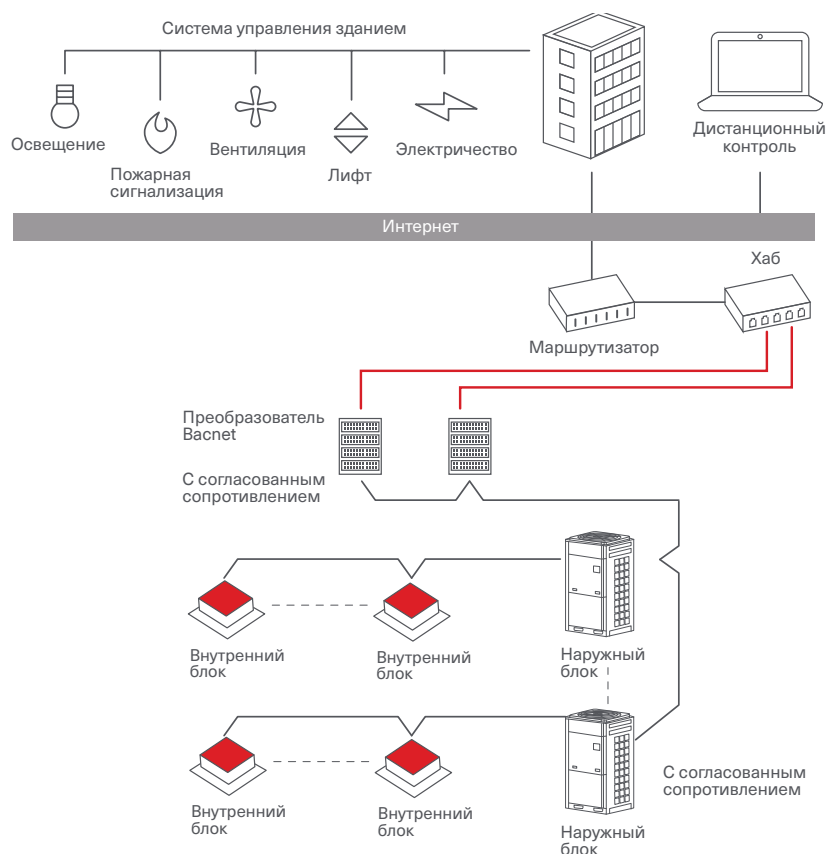 Система управления зданием
Освещение
Пожарная
сигнализация
Вентиляция
Лифт
Электричество
Дистанционный
контроль
Интернет
Хаб
Маршрутизатор
Преобразователь
Bacnet
С согласованным
сопротивлением
Внутренний
блок
Внутренний
блок
Наружный
блок
Внутренний
блок
Внутренний
блок
Наружный
блок
С согласованным
сопротивлением